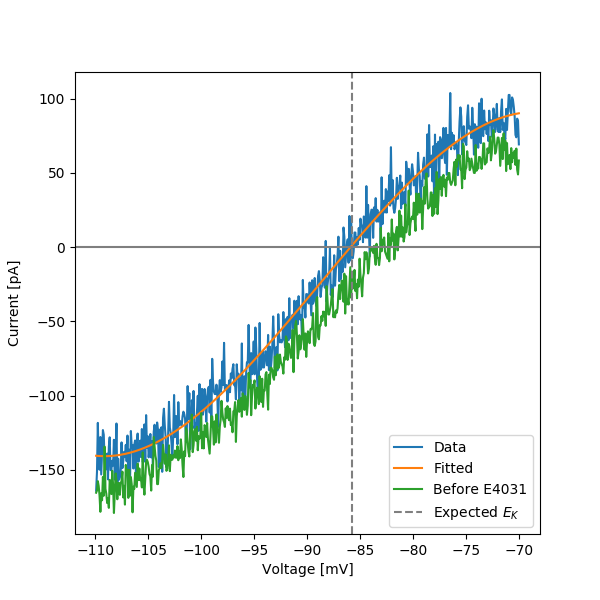 100
50
0
−50
−100
−150
Current [pA]
Data
Fitted
Before E4031
Expected E_K
−110 −105 −100 −95 −90 −85 −80 −75 −70
Voltage [mV]